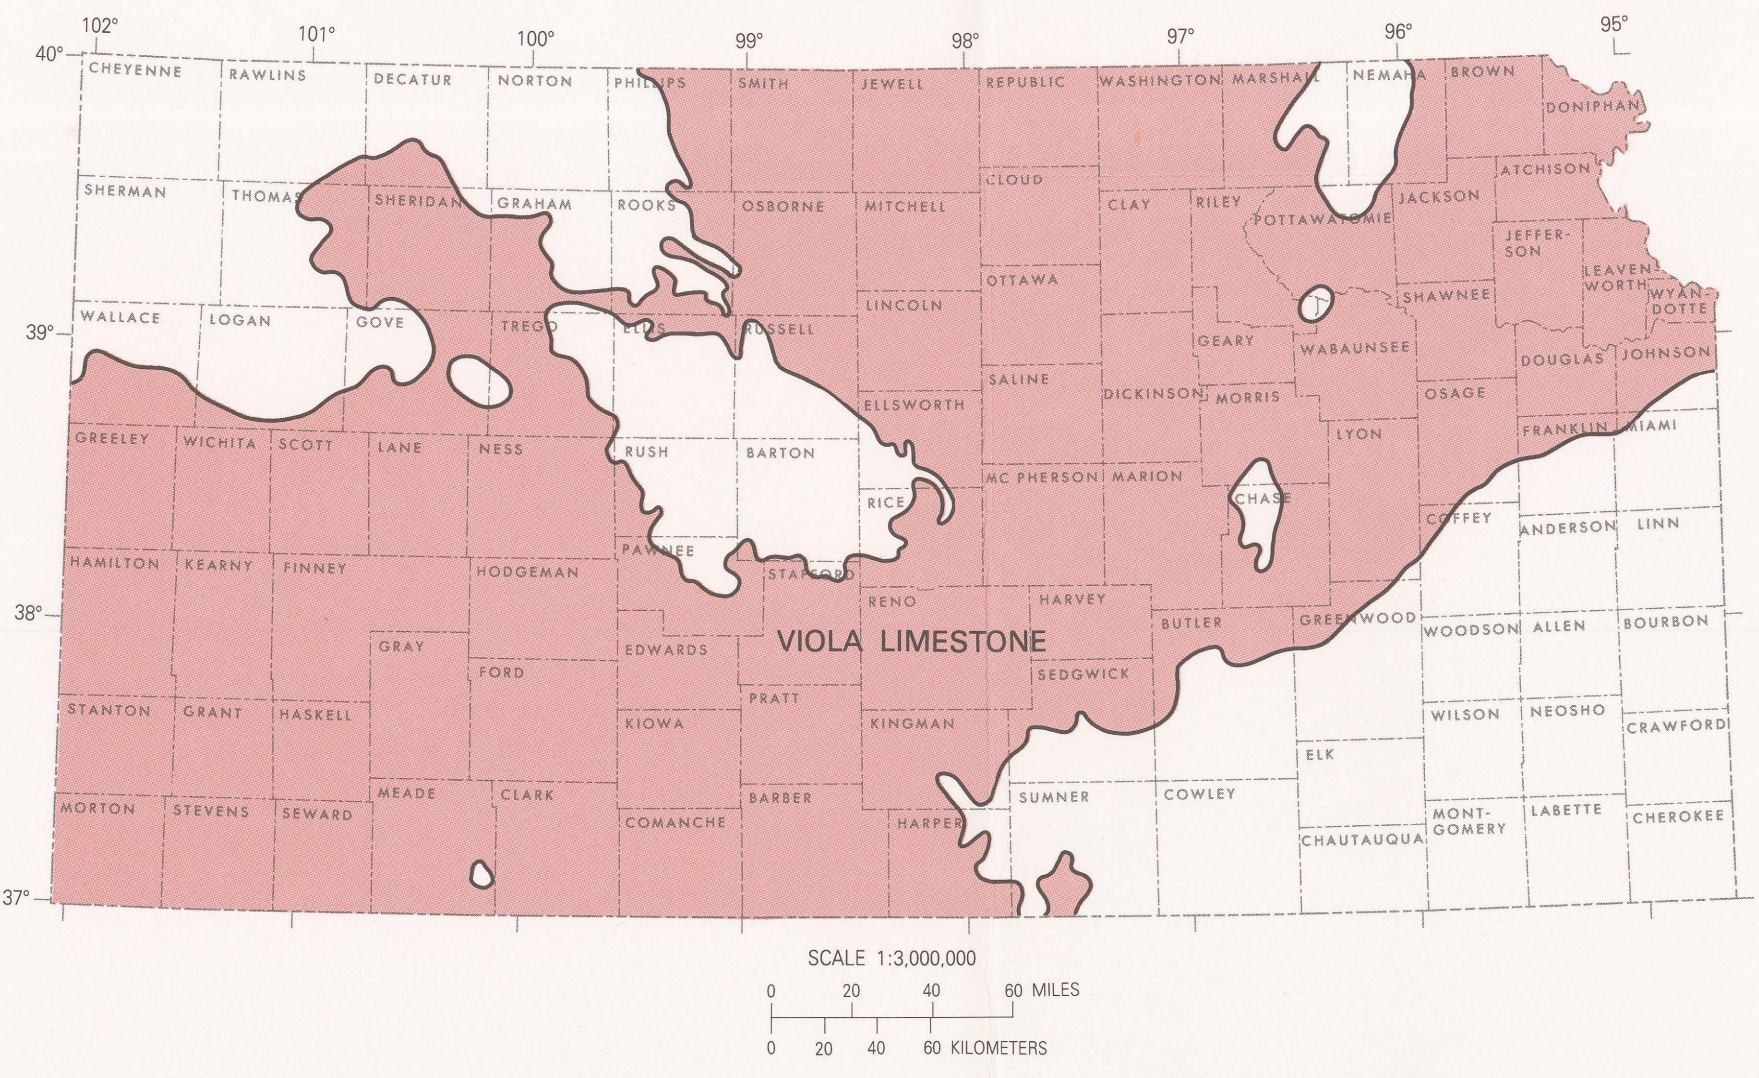 102° 101° 100° 99° 98° 97° 96° 95°
40°
CHEYENNE RAWLINS DECATUR NORTON PHILLIPS SMITH JEWELL REPUBLIC WASHINGTON MARSHALL NEMAHA BROWN
DONIPHAN
ATCHISON
CLOUD
SHERMAN THOMAS SHERIDAN GRAHAM ROOKS OSBORNE MITCHELL CLAY RILEY POTTAWATOMIE JACKSON
JEFFER-
SON
LEAVEN-
WORTH
WYAN-
DOTTE
OTTAWA
SHAWNEE
LINCOLN
39°
WALLACE LOGAN GOVE TREGO ELLIS RUSSELL
GEARY WABAUNSEE DOUGLAS JOHNSON
SALINE
DICKINSON MORRIS OSAGE
ELLSWORTH
LYON FRANKLIN MIAMI
GREELEY WICHITA SCOTT LANE NESS RUSH BARTON
MC PHERSON MARION
RICE CHASE
COFFEY ANDERSON LINN
PAWNEE
STAFFORD
HAMILTON KEARNY FINNEY HODGEMAN
RENO HARVEY
38°
BUTLER GREENWOOD WOODSON ALLEN BOURBON
VIOLA LIMESTONE
GRAY EDWARDS
FORD SEDGWICK
PRATT
STANTON GRANT HASKELL KIOWA KINGMAN
WILSON NEOSHO CRAWFORD
ELK
MEADE CLARK BARBER SUMNER COWLEY
MORTON STEVENS SEWARD COMANCHE HARPER
MONT-
GOMERY
LABETTE CHEROKEE
CHAUTAUQUA
37°
SCALE 1:3,000,000
0 20 40 60 MILES
0 20 40 60 KILOMETERS